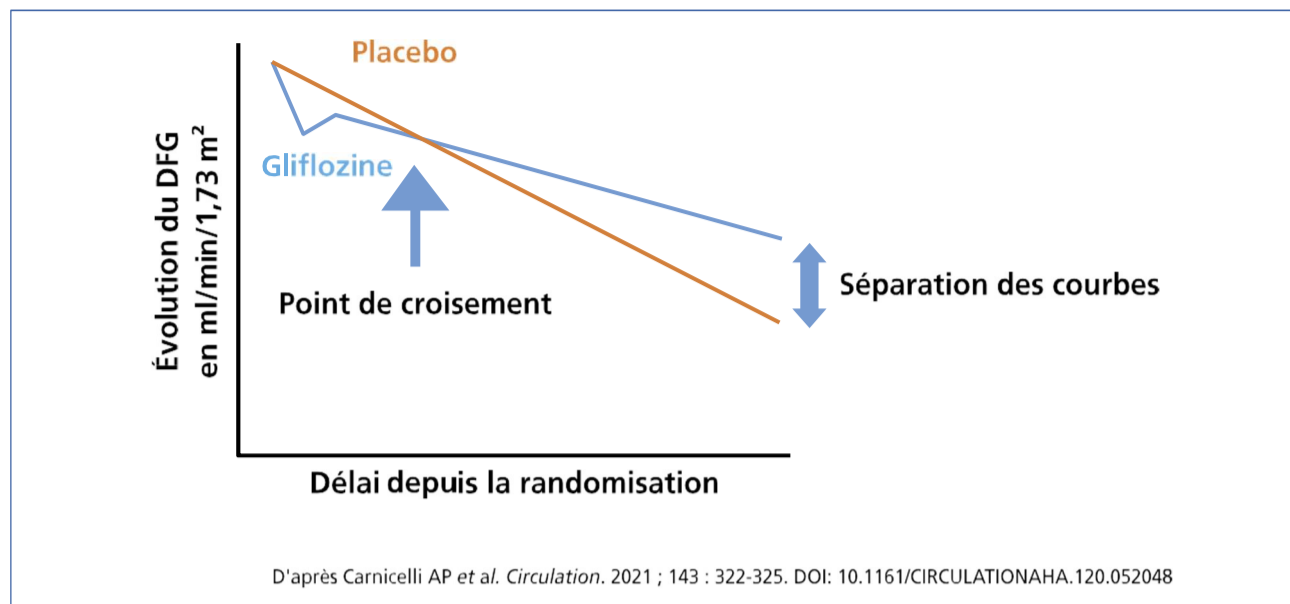 Placebo
Gliflozine
Évolution du DFG
en ml/min/1,73 m²
Point de croisement
Séparation des courbes
Délai depuis la randomisation
D'après Carnicelli AP et al. Circulation. 2021 ; 143 : 322-325. DOI: 10.1161/CIRCULATIONAHA.120.052048